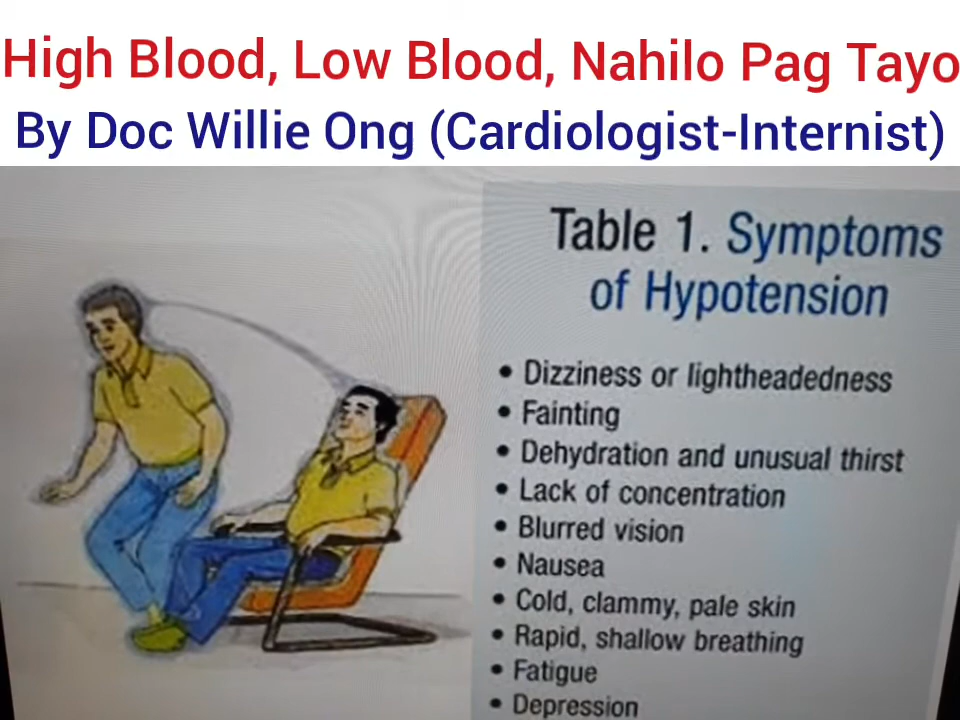 High Blood, Low Blood, Nahilo Pag Tayo
By Doc Willie Ong (Cardiologist-Internist)
Table 1. Symptoms
of Hypotension
• Dizziness or lightheadedness
• Fainting
• Dehydration and unusual thirst
• Lack of concentration
• Blurred vision
• Nausea
• Cold, clammy, pale skin
• Rapid, shallow breathing
• Fatigue
• Depression